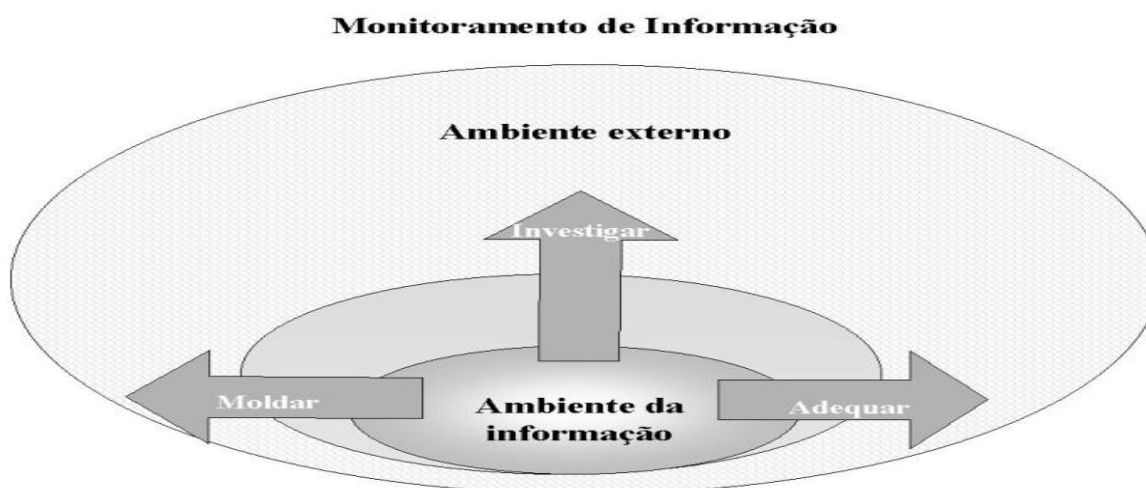 Monitoramento de Informação
Ambiente externo
Investigar
Moldar
Ambiente da
informação
Adequar